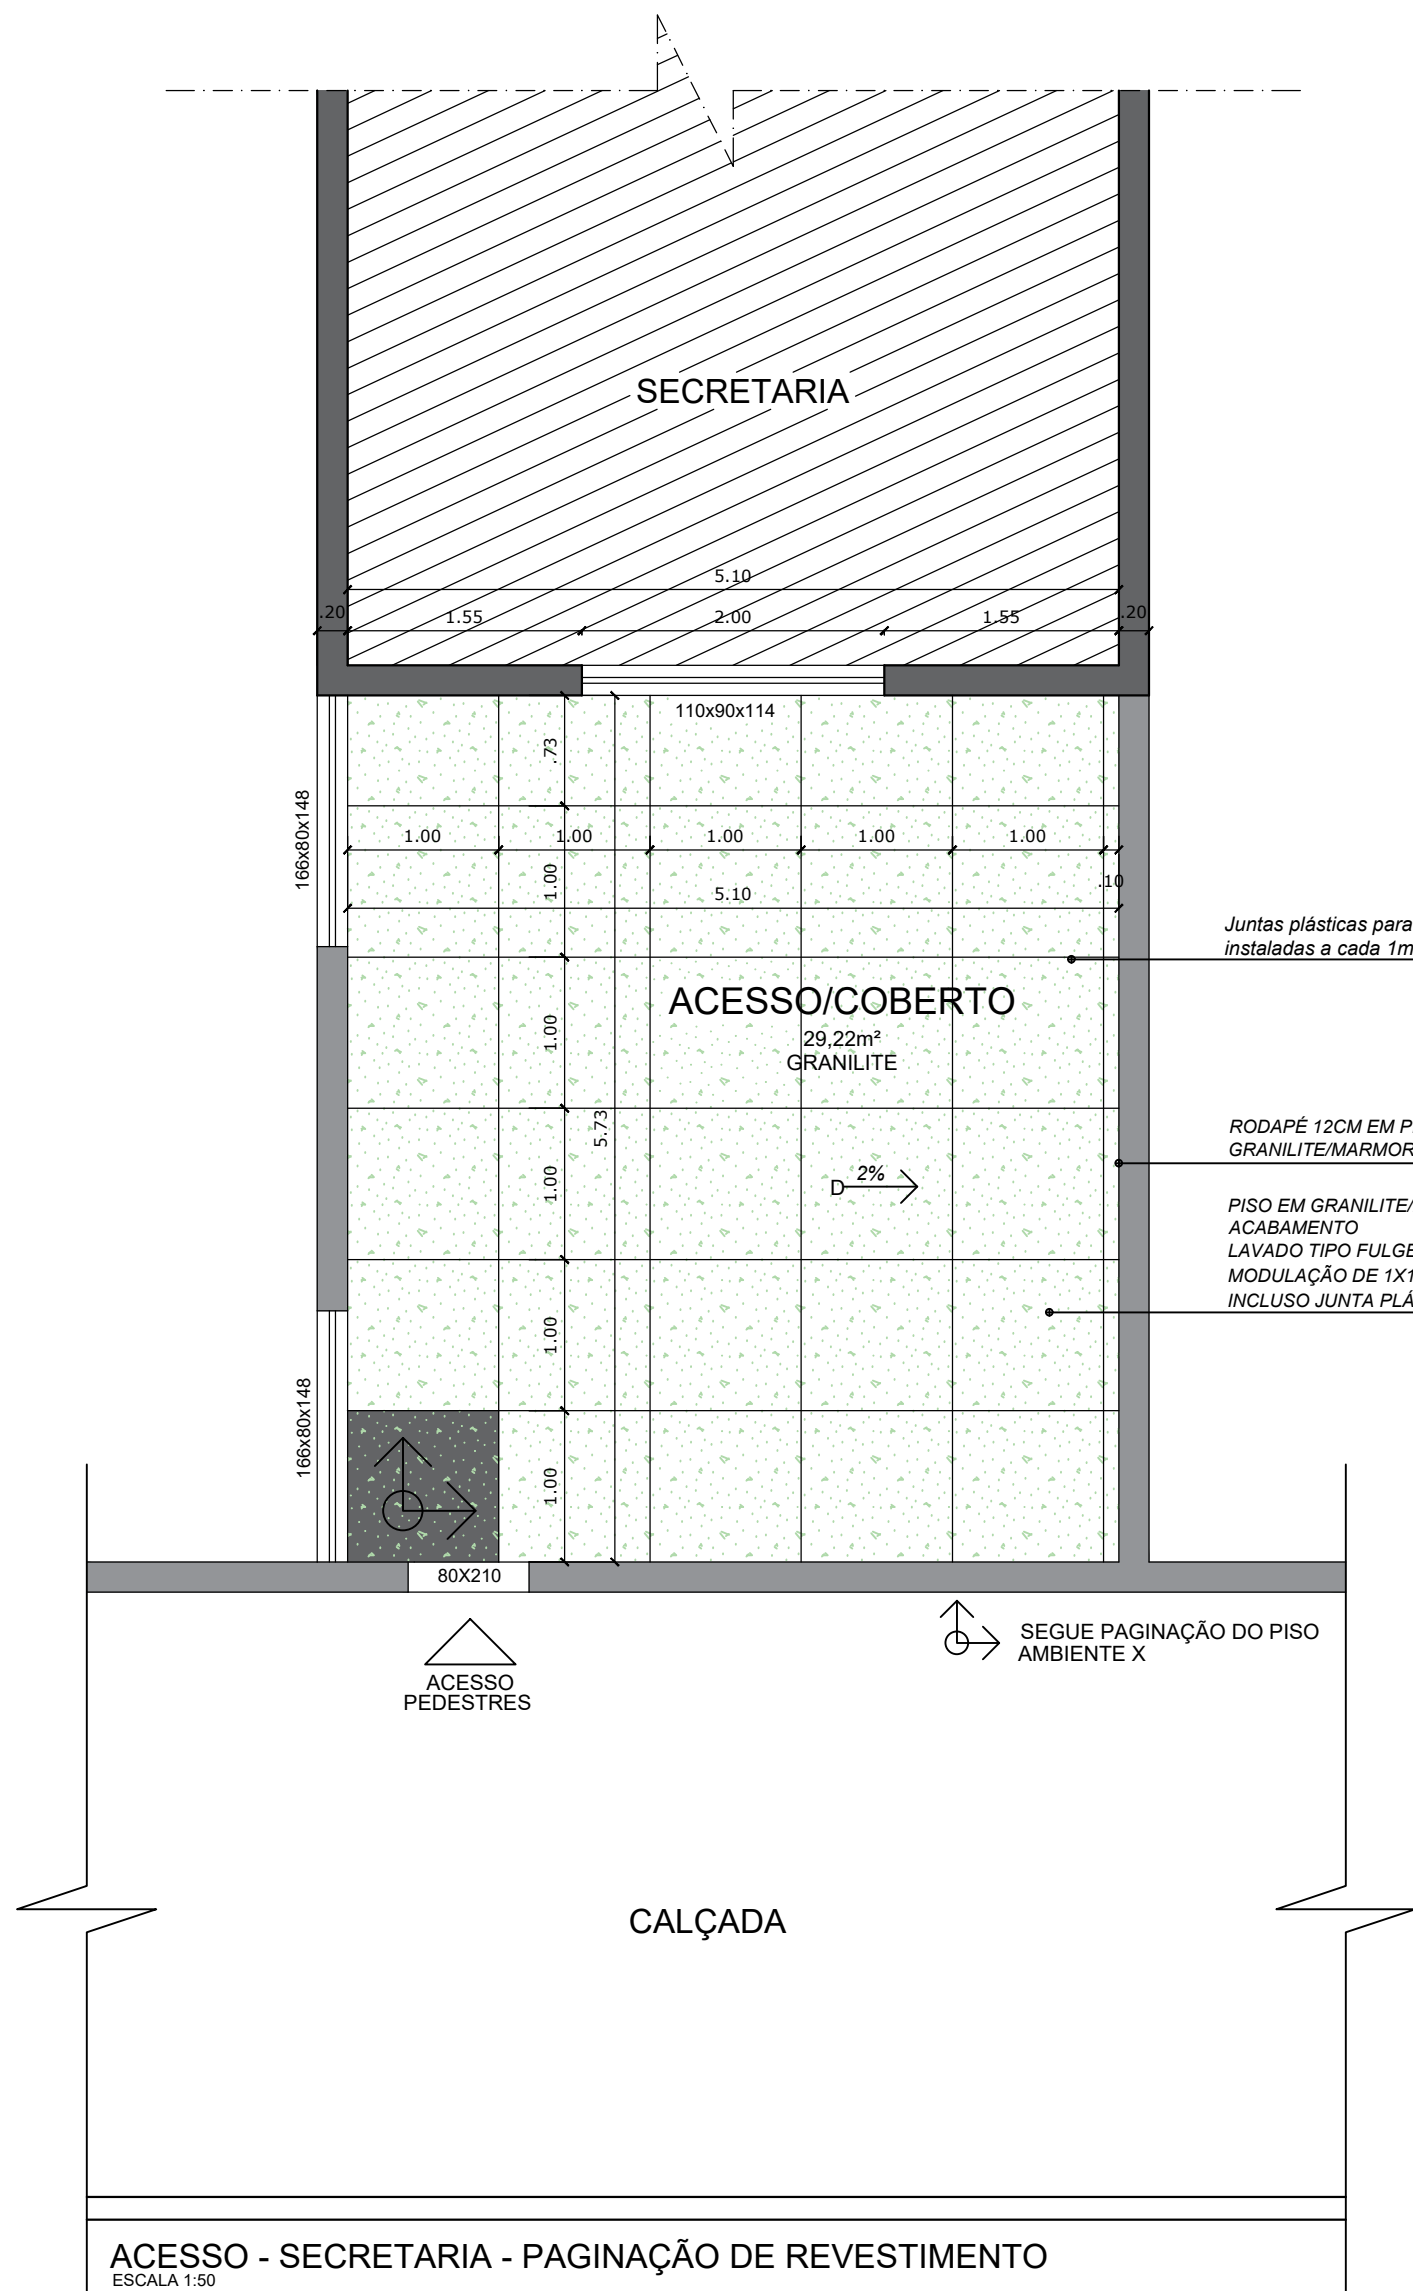 SECRETARIA
5.10
.20
1.55
2.00
1.55
.20
110x90x114
.73
166x80x148
1.00
1.00
1.00
1.00
1.00
1.00
5.10
.10
Juntas plásticas para
instaladas a cada 1m
ACESSO/COBERTO
29,22m²
GRANILITE
1.00
5.73
RODAPÉ 12CM EM P
GRANILITE/MARMOR
1.00
D
2%
PISO EM GRANILITE/
ACABAMENTO
LAVADO TIPO FULGE
MODULAÇÃO DE 1X1
INCLUSO JUNTA PLÁ
1.00
166x80x148
1.00
80X210
ACESSO
PEDESTRES
SEGUE PAGINAÇÃO DO PISO
AMBIENTE X
CALÇADA
ACESSO - SECRETARIA - PAGINAÇÃO DE REVESTIMENTO
ESCALA 1:50